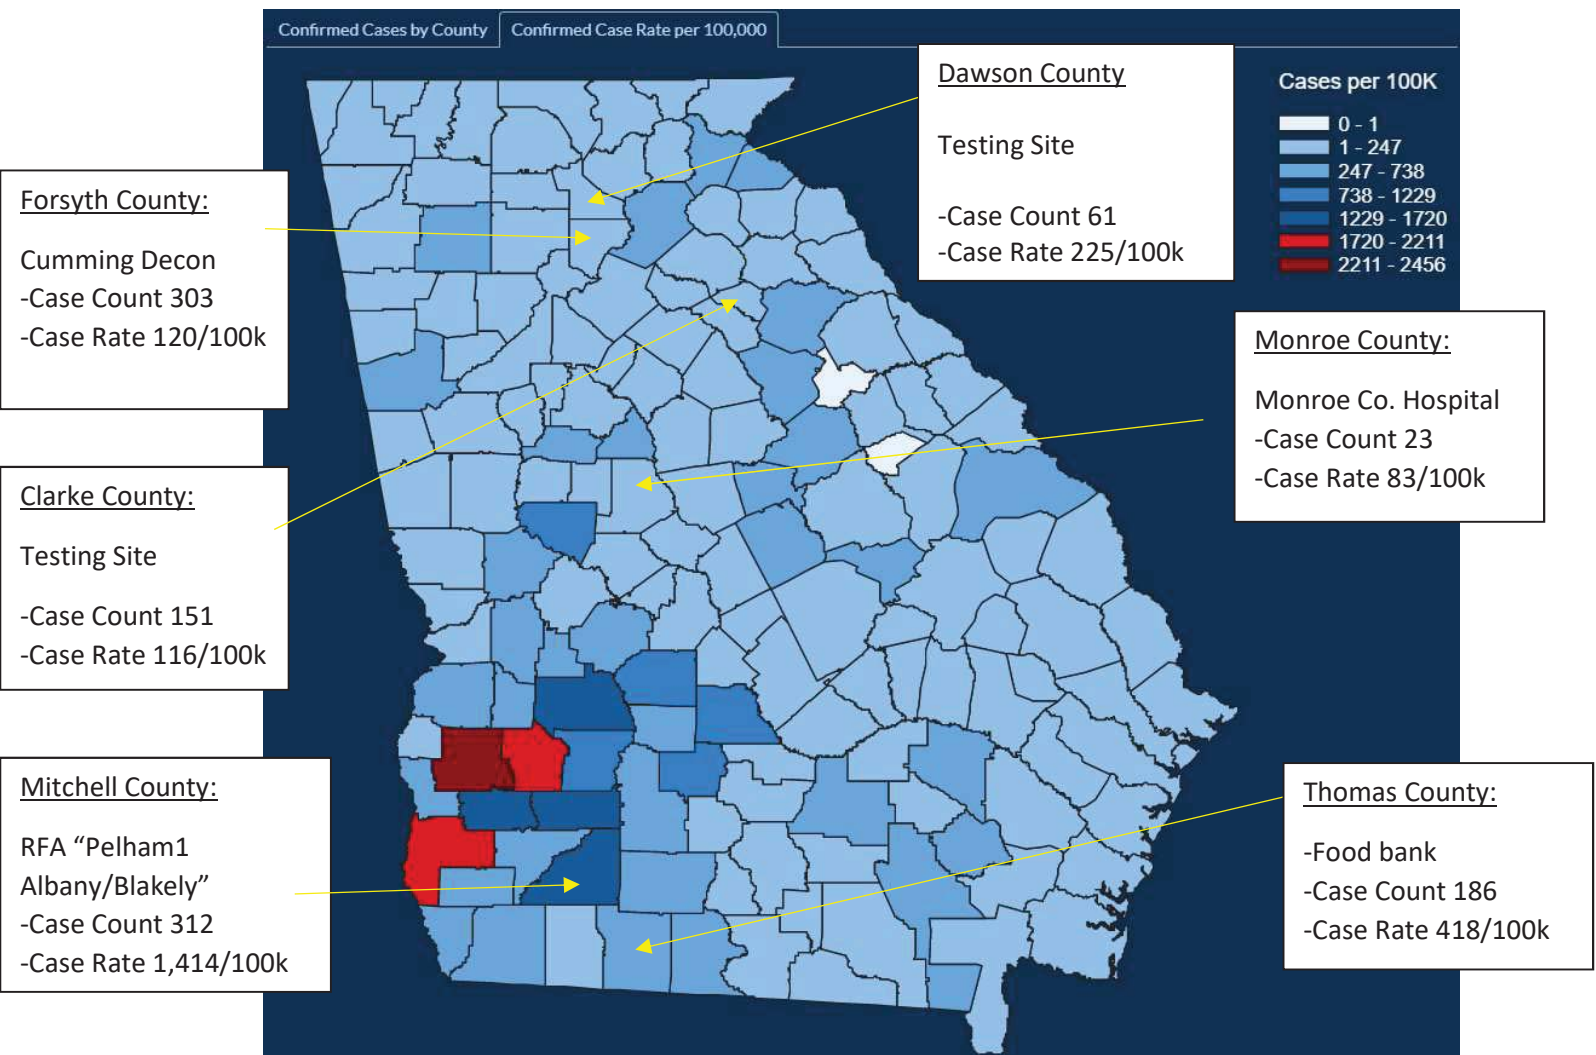 Confirmed Cases by County
Confirmed Case Rate per 100,000
Cases per 100K
0 - 1
1 - 247
247 - 738
738 - 1229
1229 - 1720
1720 - 2211
2211 - 2456
Dawson County
Testing Site
-Case Count 61
-Case Rate 225/100k
Forsyth County:
Cumming Decon
-Case Count 303
-Case Rate 120/100k
Monroe County:
Monroe Co. Hospital
-Case Count 23
-Case Rate 83/100k
Clarke County:
Testing Site
-Case Count 151
-Case Rate 116/100k
Mitchell County:
RFA “Pelham1
Albany/Blakely”
-Case Count 312
-Case Rate 1,414/100k
Thomas County:
-Food bank
-Case Count 186
-Case Rate 418/100k